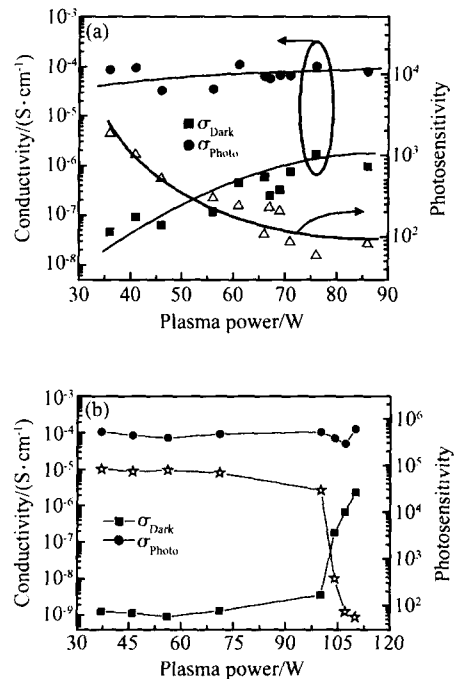 (a)
Conductivity/(S·cm⁻¹)
10⁻³
10⁻⁴
10⁻⁵
10⁻⁶
10⁻⁷
10⁻⁸
σDark
σPhoto
10⁴
10³
10²
Photosensitivity
30 40 50 60 70 80 90
Plasma power/W
(b)
Conductivity/(S·cm⁻¹)
10⁻³
10⁻⁴
10⁻⁵
10⁻⁶
10⁻⁷
10⁻⁸
10⁻⁹
σDark
σPhoto
10⁶
10⁵
10⁴
10³
10²
Photosensitivity
30 45 60 75 90 105 120
Plasma power/W